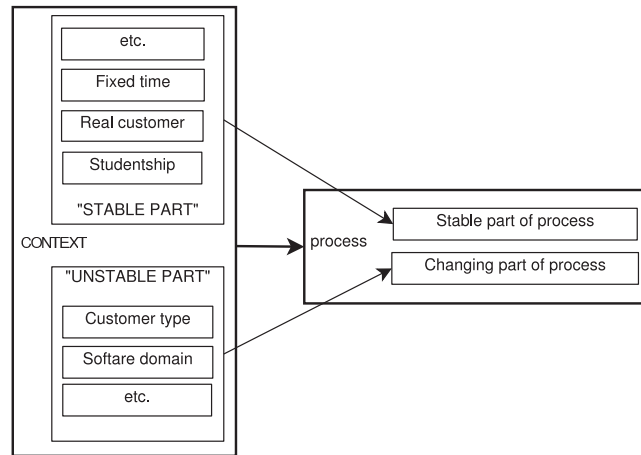 etc.
Fixed time
Real customer
Studentship
"STABLE PART"
CONTEXT
"UNSTABLE PART"
Customer type
Softare domain
etc.
process
Stable part of process
Changing part of process